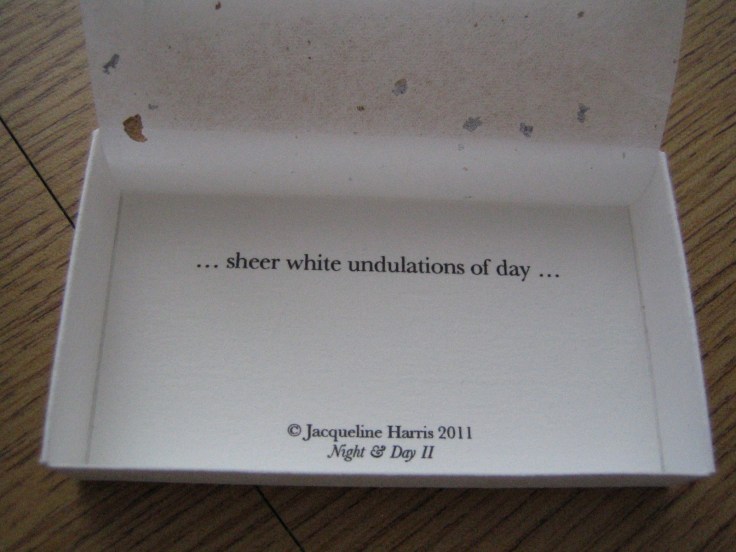 … sheer white undulations of day …
© Jacqueline Harris 2011
Night & Day II